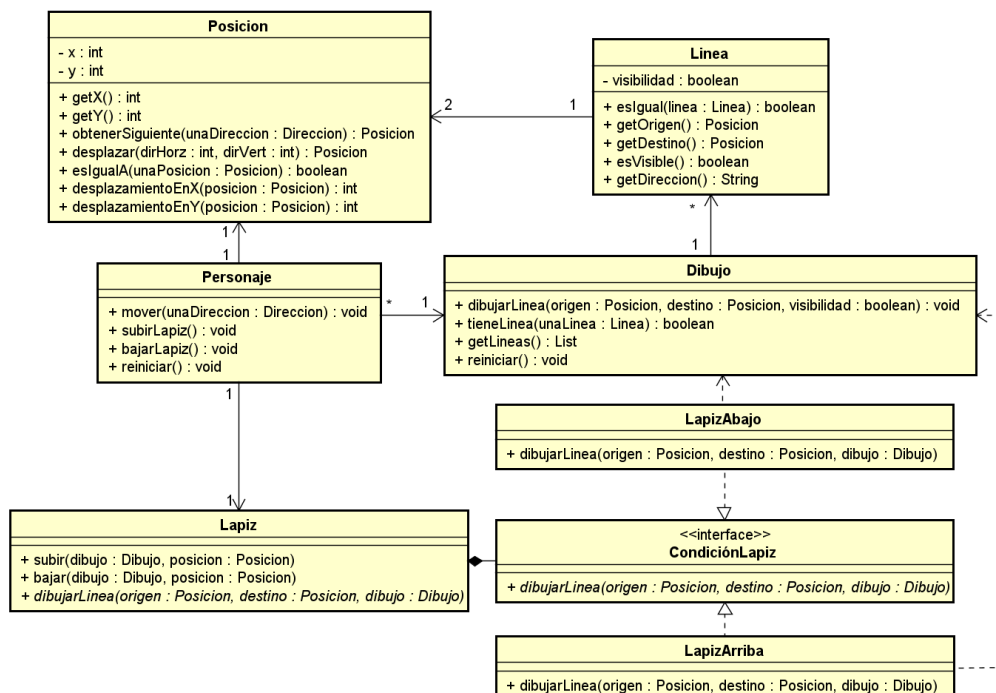 Posicion
- x : int
- y : int
+ getX() : int
+ getY() : int
+ obtenerSiguiente(unaDireccion : Direccion) : Posicion
+ desplazar(dirHorz : int, dirVert : int) : Posicion
+ esIgualA(unaPosicion : Posicion) : boolean
+ desplazamientoEnX(posicion : Posicion) : int
+ desplazamientoEnY(posicion : Posicion) : int
2
1
Linea
- visibilidad : boolean
+ esIgual(linea : Linea) : boolean
+ getOrigen() : Posicion
+ getDestino() : Posicion
+ esVisible() : boolean
+ getDireccion() : String
1
1
*
1
Personaje
+ mover(unaDireccion : Direccion) : void
+ subirLapiz() : void
+ bajarLapiz() : void
+ reiniciar() : void
*
1
Dibujo
+ dibujarLinea(origen : Posicion, destino : Posicion, visibilidad : boolean) : void
+ tieneLinea(unaLinea : Linea) : boolean
+ getLineas() : List
+ reiniciar() : void
1
1
LapizAbajo
+ dibujarLinea(origen : Posicion, destino : Posicion, dibujo : Dibujo)
Lapiz
+ subir(dibujo : Dibujo, posicion : Posicion)
+ bajar(dibujo : Dibujo, posicion : Posicion)
+ dibujarLinea(origen : Posicion, destino : Posicion, dibujo : Dibujo)
<<interface>>
CondiciónLapiz
+ dibujarLinea(origen : Posicion, destino : Posicion, dibujo : Dibujo)
LapizArriba
+ dibujarLinea(origen : Posicion, destino : Posicion, dibujo : Dibujo)